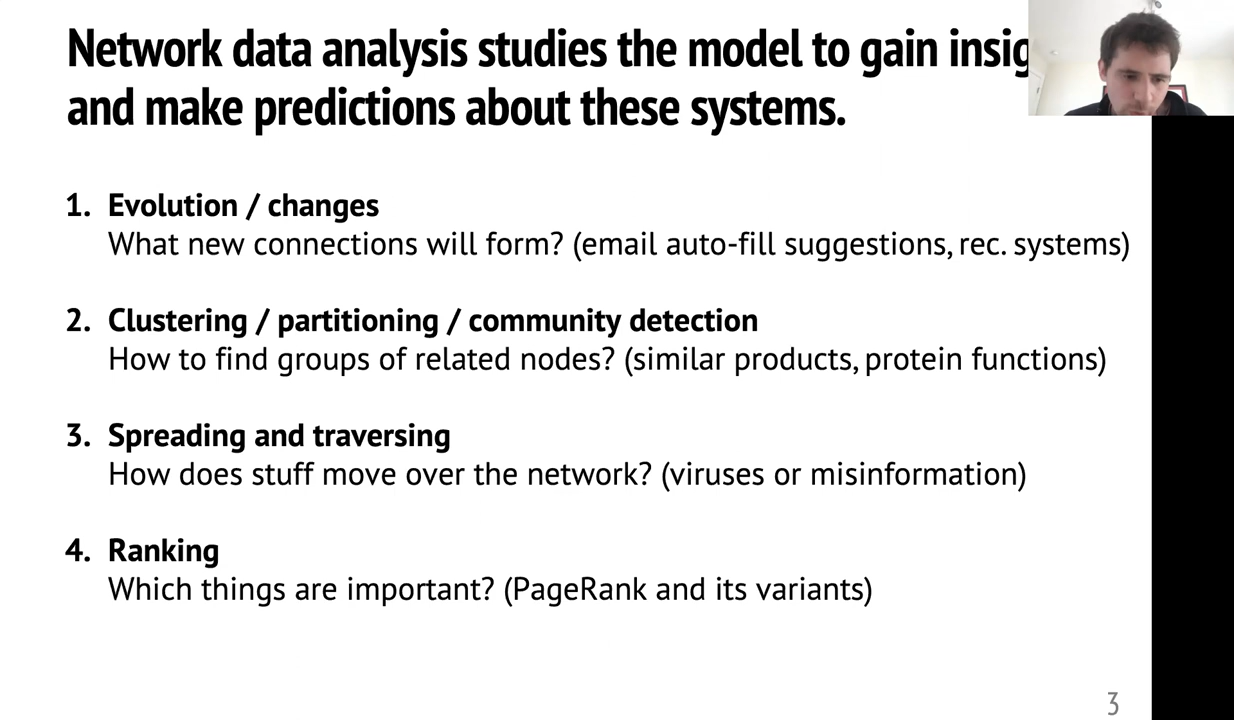 Network data analysis studies the model to gain
and make predictions about these systems.
1. Evolution / changes
What new connections will form? (email auto-fill suggestions, rec. systems)
2. Clustering / partitioning / community detection
How to find groups of related nodes? (similar products, protein functions)
3. Spreading and traversing
How does stuff move over the network? (viruses or misinformation)
4. Ranking
Which things are important? (PageRank and its variants)
3